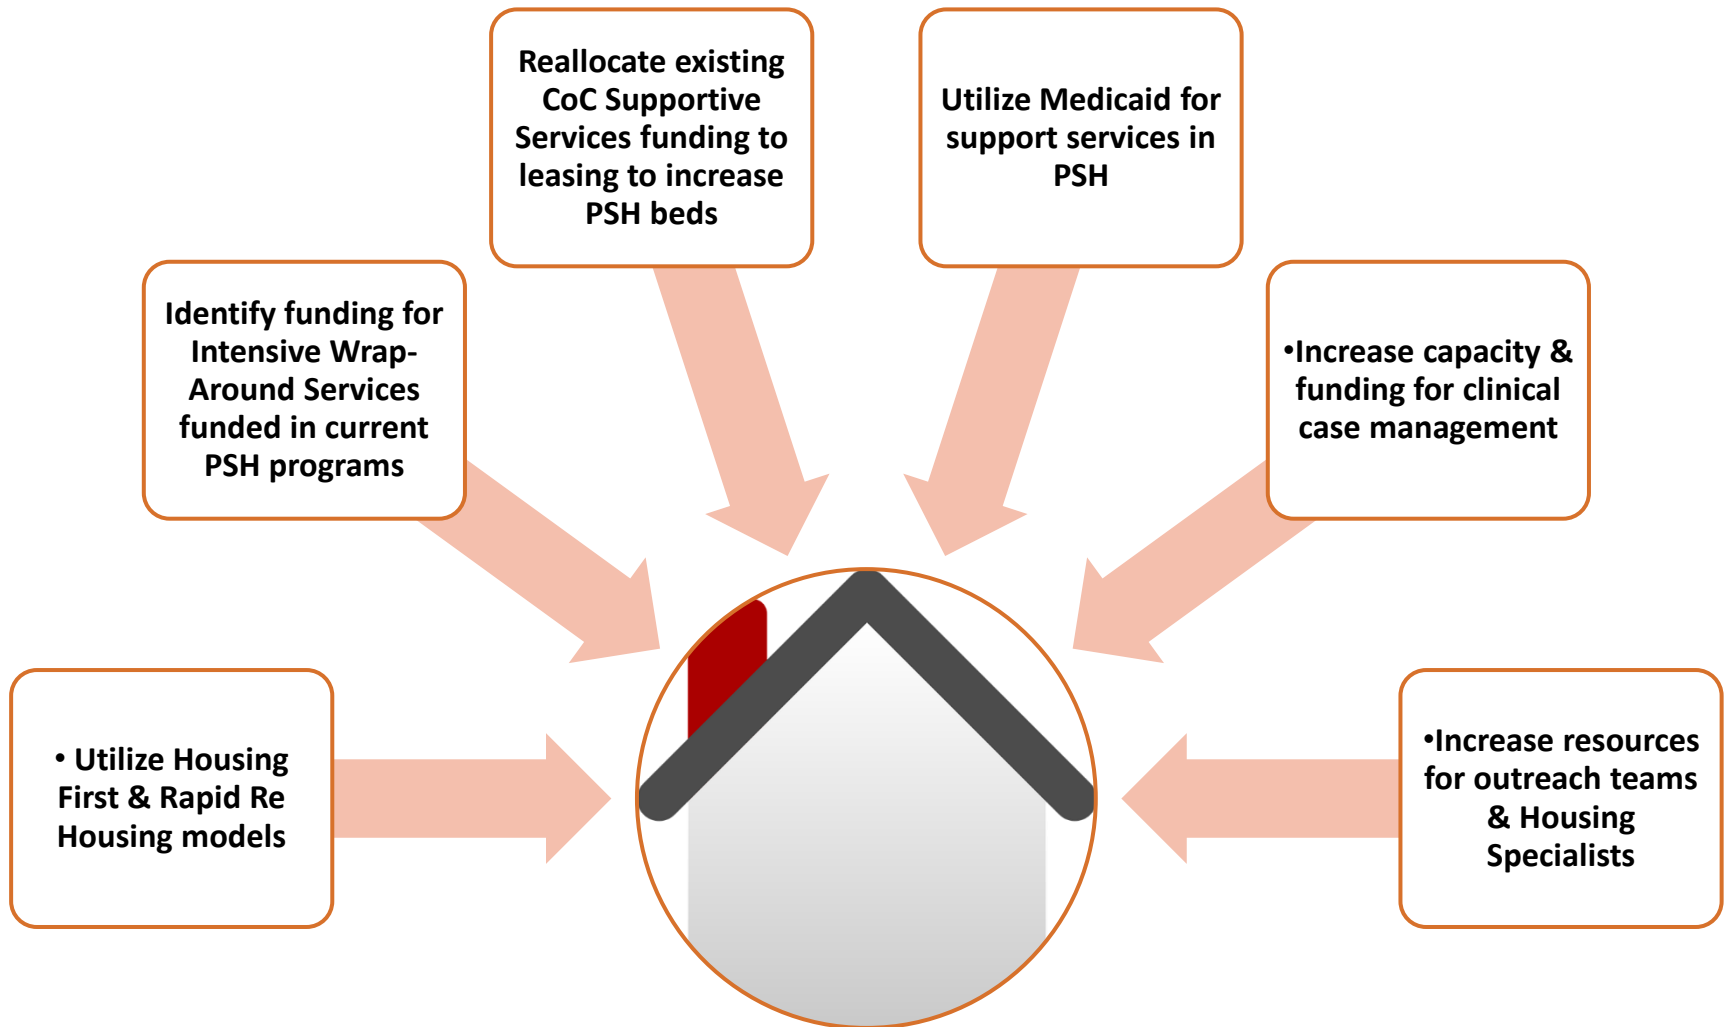 Reallocate existing
CoC Supportive
Services funding to
leasing to increase
PSH beds
Utilize Medicaid for
support services in
PSH
Identify funding for
Intensive Wrap-
Around Services
funded in current
PSH programs
•Increase capacity &
funding for clinical
case management
• Utilize Housing
First & Rapid Re
Housing models
•Increase resources
for outreach teams
& Housing
Specialists